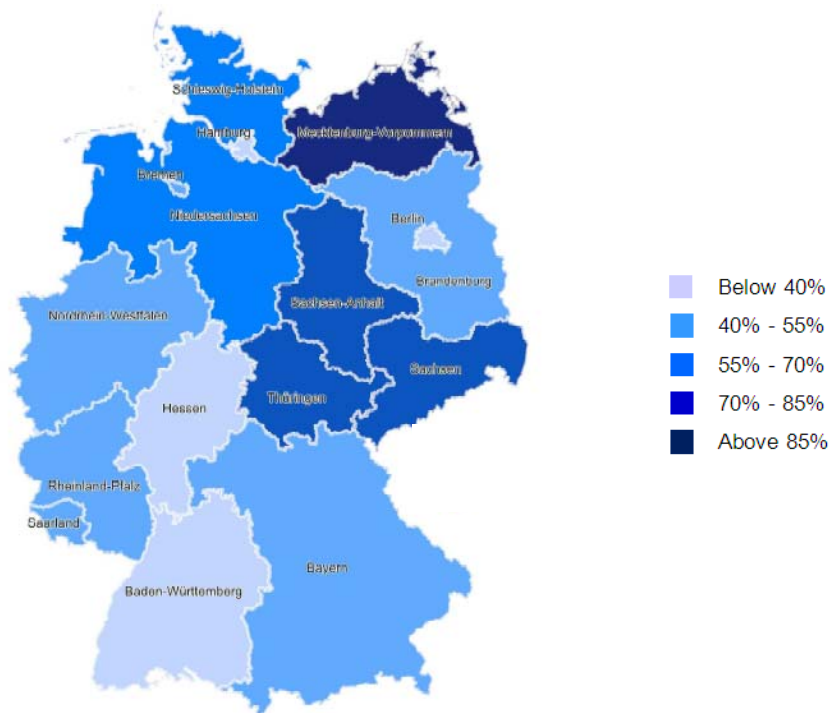 Schleswig-Holstein
Hamburg
Mecklenburg-Vorpommern
Bremen
Niedersachsen
Berlin
Brandenburg
Sachsen-Anhalt
Nordrhein-Westfalen
Sachsen
Thüringen
Hessen
Rheinland-Pfalz
Saarland
Bayern
Baden-Württemberg
Below 40%
40% - 55%
55% - 70%
70% - 85%
Above 85%